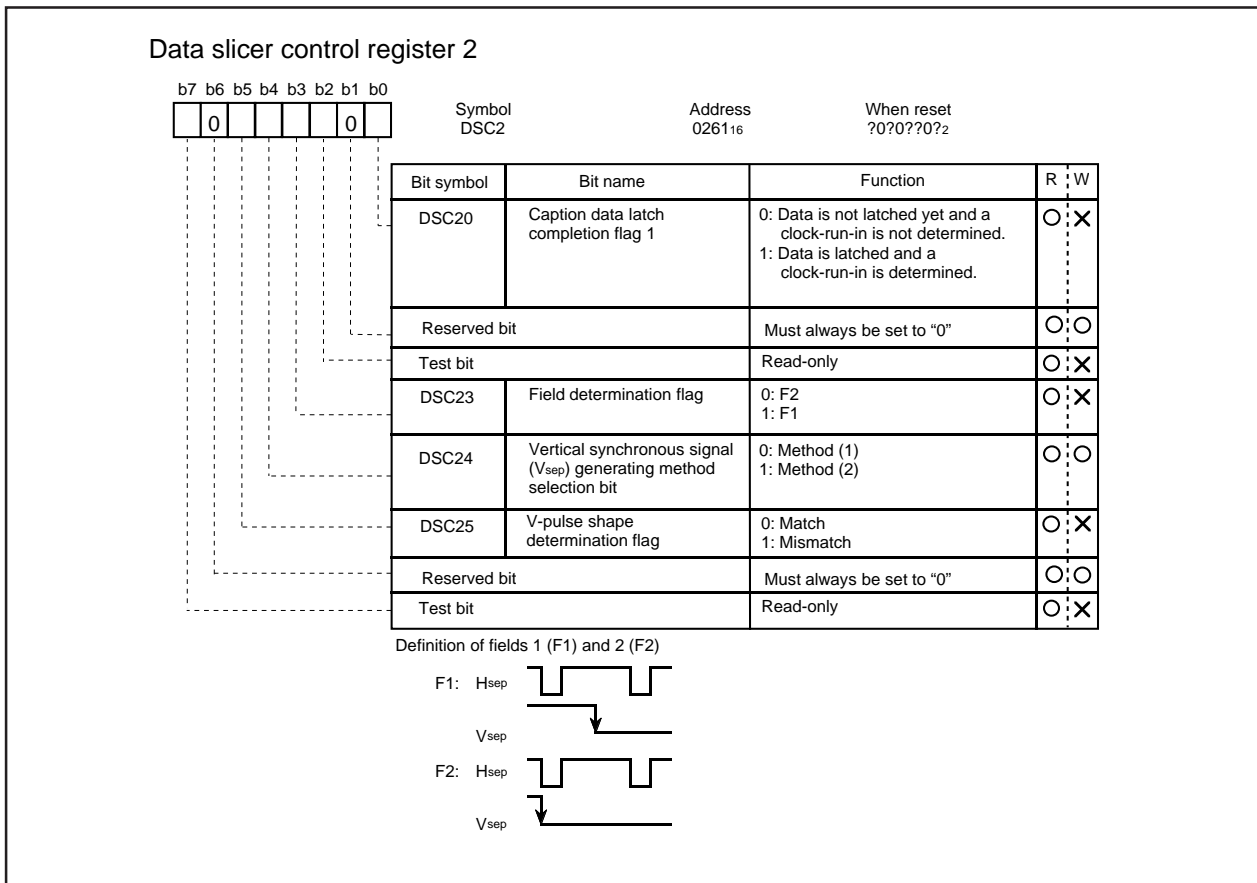 Data slicer control register 2
b7 b6 b5 b4 b3 b2 b1 b0
0 0
Symbol Address When reset
DSC2 026116 ?0?0??0?2
Bit symbol Bit name Function R W
DSC20 Caption data latch 0: Data is not latched yet and a
completion flag 1 clock-run-in is not determined.
1: Data is latched and a
clock-run-in is determined.
Reserved bit Must always be set to “0”
Test bit Read-only
DSC23 Field determination flag 0: F2
1: F1
DSC24 Vertical synchronous signal 0: Method (1)
(Vsep) generating method 1: Method (2)
selection bit
DSC25 V-pulse shape 0: Match
determination flag 1: Mismatch
Reserved bit Must always be set to “0”
Test bit Read-only
Definition of fields 1 (F1) and 2 (F2)
F1: Hsep
Vsep
F2: Hsep
Vsep